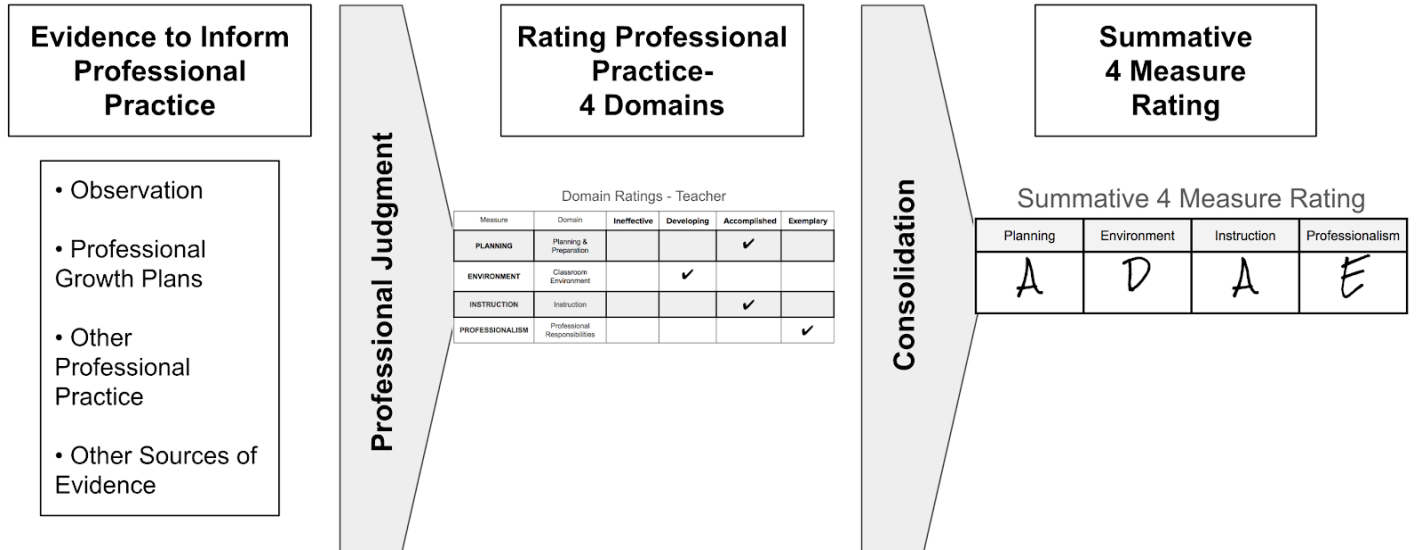 Evidence to Inform
Professional
Practice
• Observation
• Professional
Growth Plans
• Other
Professional
Practice
• Other Sources of
Evidence
Professional Judgment
Rating Professional
Practice-
4 Domains
Domain Ratings - Teacher
Measure Domain Ineffective Developing Accomplished Exemplary
PLANNING Planning &
Preparation ✔
ENVIRONMENT Classroom
Environment ✔
INSTRUCTION Instruction ✔
PROFESSIONALISM Professional
Responsibilities ✔
Consolidation
Summative
4 Measure
Rating
Summative 4 Measure Rating
Planning Environment Instruction Professionalism
A D A E